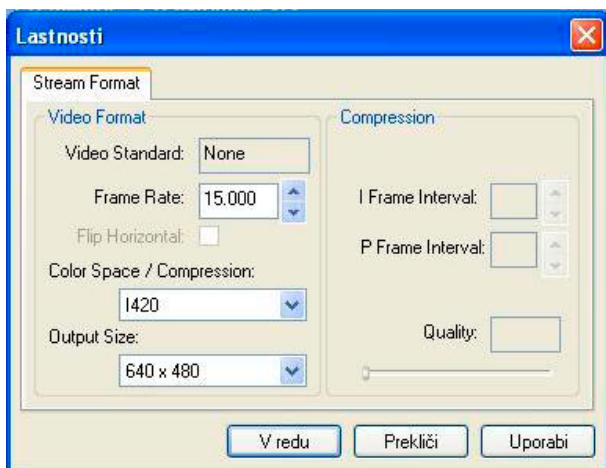 Lastnosti
Stream Format
Video Format
Video Standard: None
Frame Rate: 15.000
Flip Horizontal:
Color Space / Compression:
I420
Output Size:
640 x 480
Compression
I Frame Interval:
P Frame Interval:
Quality:
V redu Prekliči Uporabi